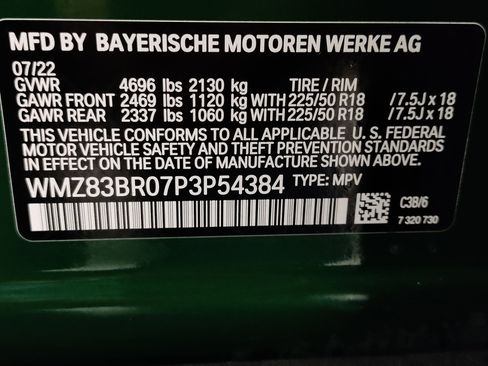 MFD BY BAYERISCHE MOTOREN WERKE AG
07/22
GVWR 4696 lbs 2130 kg TIRE / RIM
GAWR FRONT 2469 lbs 1120 kg WITH 225/50 R18 / 7.5J x 18
GAWR REAR 2337 lbs 1060 kg WITH 225/50 R18 / 7.5J x 18
THIS VEHICLE CONFORMS TO ALL APPLICABLE U. S. FEDERAL
MOTOR VEHICLE SAFETY AND THEFT PREVENTION STANDARDS
IN EFFECT ON THE DATE OF MANUFACTURE SHOWN ABOVE.
WMZ83BR07P3P54384 TYPE: MPV
C3B/6
7 320 730